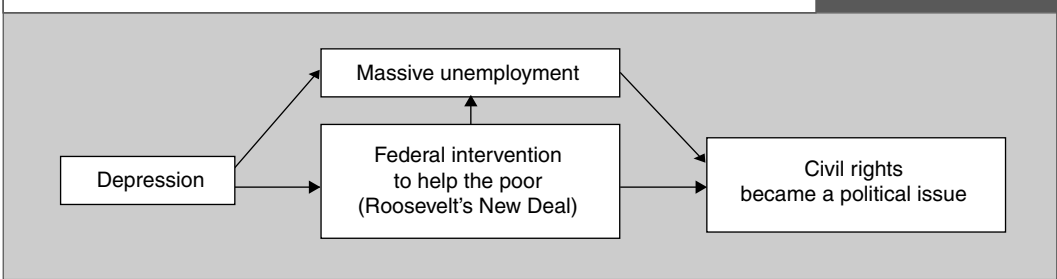 Massive unemployment
Depression
Federal intervention
to help the poor
(Roosevelt's New Deal)
Civil rights
became a political issue